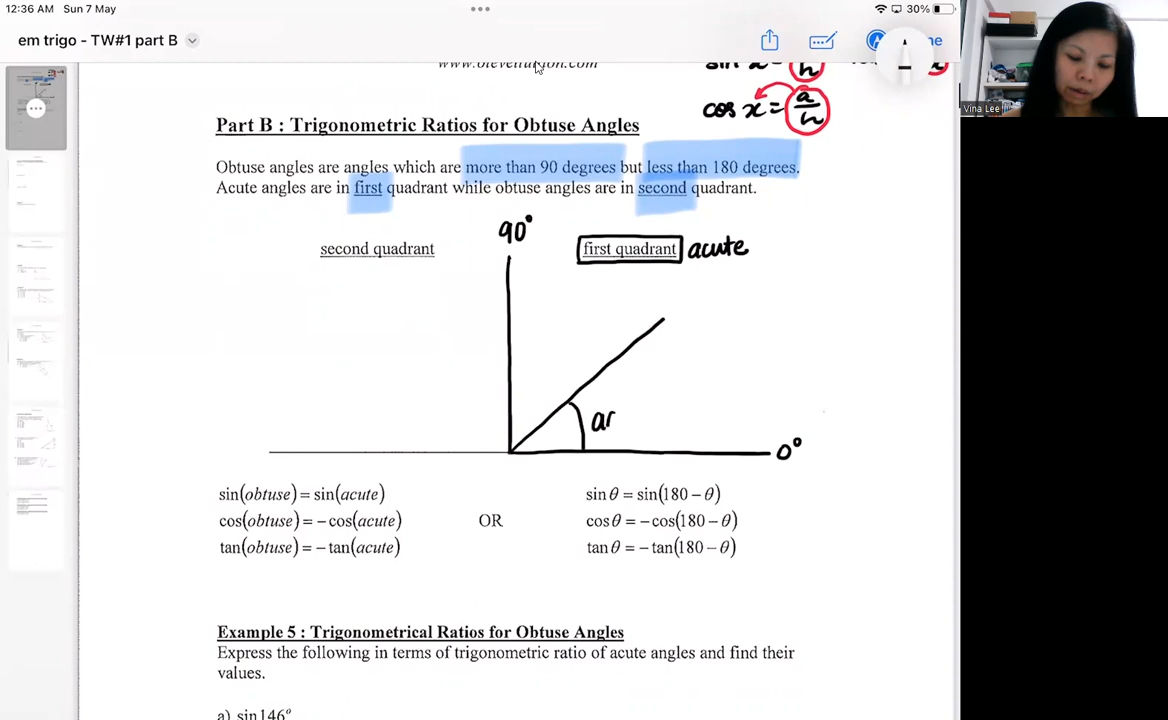 12:36 AM Sun 7 May
30%
em trigo - TW#1 part B
cos x = a/h
Vina Lee
Part B : Trigonometric Ratios for Obtuse Angles
Obtuse angles are angles which are more than 90 degrees but less than 180 degrees.
Acute angles are in first quadrant while obtuse angles are in second quadrant.
90°
second quadrant
first quadrant acute
ar
0°
sin(obtuse) = sin(acute)
cos(obtuse) = −cos(acute)
tan(obtuse) = −tan(acute)
OR
sin θ = sin(180 − θ)
cos θ = −cos(180 − θ)
tan θ = −tan(180 − θ)
Example 5 : Trigonometrical Ratios for Obtuse Angles
Express the following in terms of trigonometric ratio of acute angles and find their
values.
a) sin146°